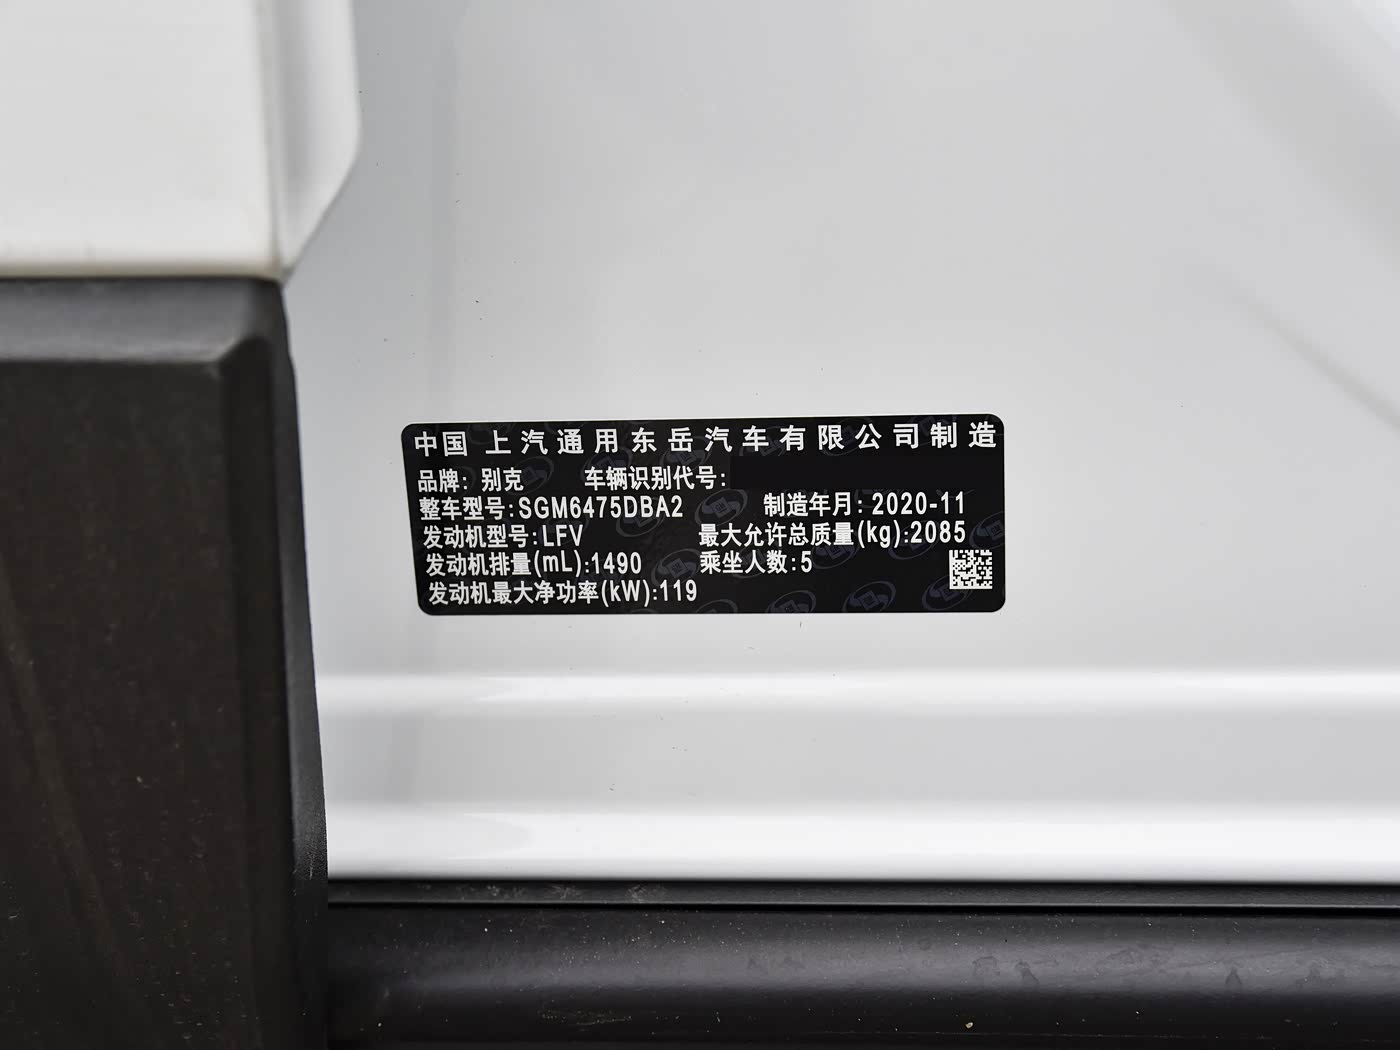 中国 上汽通用东岳汽车有限公司制造
品牌: 别克 车辆识别代号:
整车型号:SGM6475DBA2 制造年月: 2020-11
发动机型号:LFV 最大允许总质量(kg):2085
发动机排量(mL):1490 乘坐人数:5
发动机最大净功率(kW):119